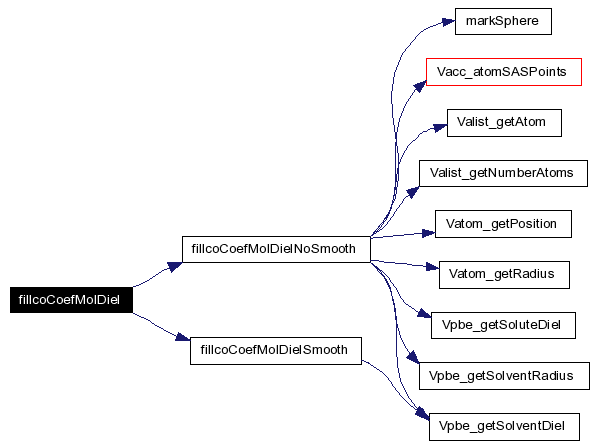 markSphere
Vacc_atomSASPoints
Valist_getAtom
Valist_getNumberAtoms
Vatom_getPosition
fillcoCoefMolDielNoSmooth
Vatom_getRadius
fillcoCoefMolDiel
Vpbe_getSoluteDiel
fillcoCoefMolDielSmooth
Vpbe_getSolventRadius
Vpbe_getSolventDiel